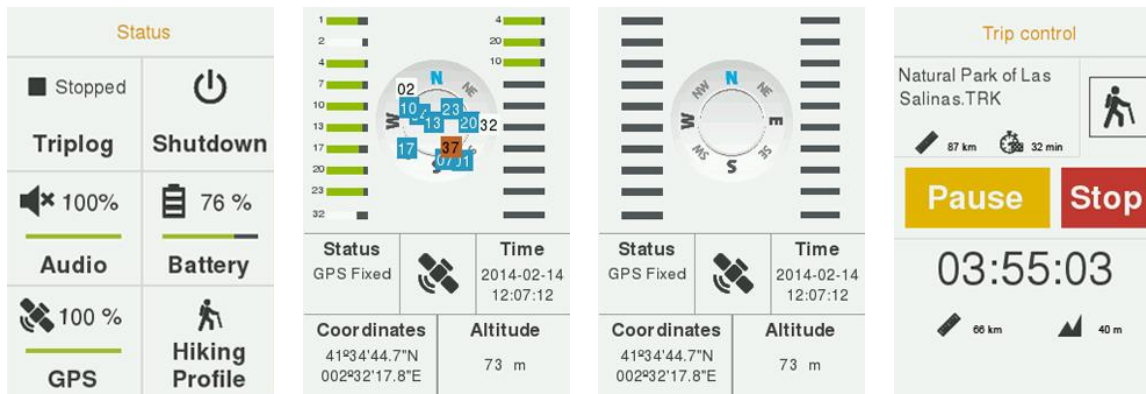 Status
Stopped
Triplog
Shutdown
100%
Audio
76 %
Battery
100 %
GPS
Hiking
Profile
1
2
4
7
10
13
17
20
23
32
4
20
10
N
NE
W
S
02
10
13
23
20
32
17
37
07
01
Status
GPS Fixed
Time
2014-02-14
12:07:12
Coordinates
41º34'44.7"N
002º32'17.8"E
Altitude
73 m
N
NE
E
SE
S
SW
W
NW
Status
GPS Fixed
Time
2014-02-14
12:07:12
Coordinates
41º34'44.7"N
002º32'17.8"E
Altitude
73 m
Trip control
Natural Park of Las
Salinas.TRK
87 km
32 min
Pause
Stop
03:55:03
66 km
40 m